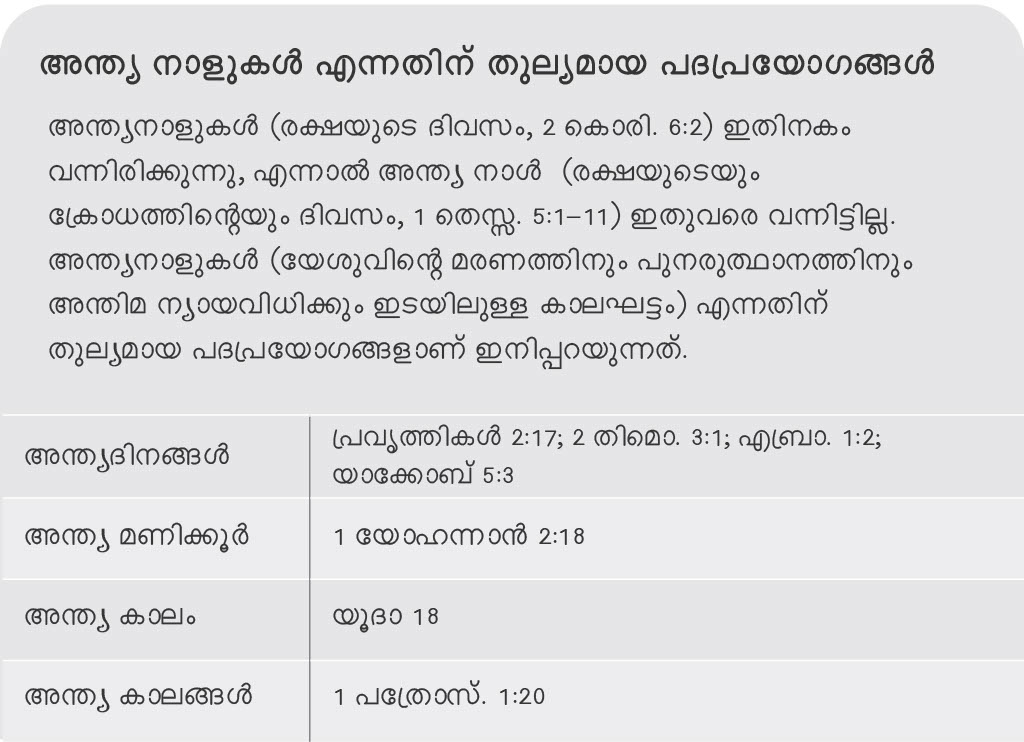 അന്ത്യ നാളുകൾ എന്നതിന് തുല്യമായ പദപ്രയോഗങ്ങൾ
അന്ത്യനാളുകൾ (രക്ഷയുടെ ദിവസം, 2 കൊരി. 6:2) ഇതിനകം
വന്നിരിക്കുന്നു, എന്നാൽ അന്ത്യ നാൾ (രക്ഷയുടെയും
ക്രോധത്തിന്റെയും ദിവസം, 1 തെസ്സ. 5:1–11) ഇതുവരെ വന്നിട്ടില്ല.
അന്ത്യനാളുകൾ (യേശുവിന്റെ മരണത്തിനും പുനരുത്ഥാനത്തിനും
അന്തിമ ന്യായവിധിക്കും ഇടയിലുള്ള കാലഘട്ടം) എന്നതിന്
തുല്യമായ പദപ്രയോഗങ്ങളാണ് ഇനിപ്പറയുന്നത്.
അന്ത്യദിനങ്ങൾ
പ്രവൃത്തികൾ 2:17; 2 തിമൊ. 3:1; എബ്രാ. 1:2;
യാക്കോബ് 5:3
അന്ത്യ മണിക്കൂർ
1 യോഹന്നാൻ 2:18
അന്ത്യ കാലം
യൂദാ 18
അന്ത്യ കാലങ്ങൾ
1 പത്രോസ്. 1:20